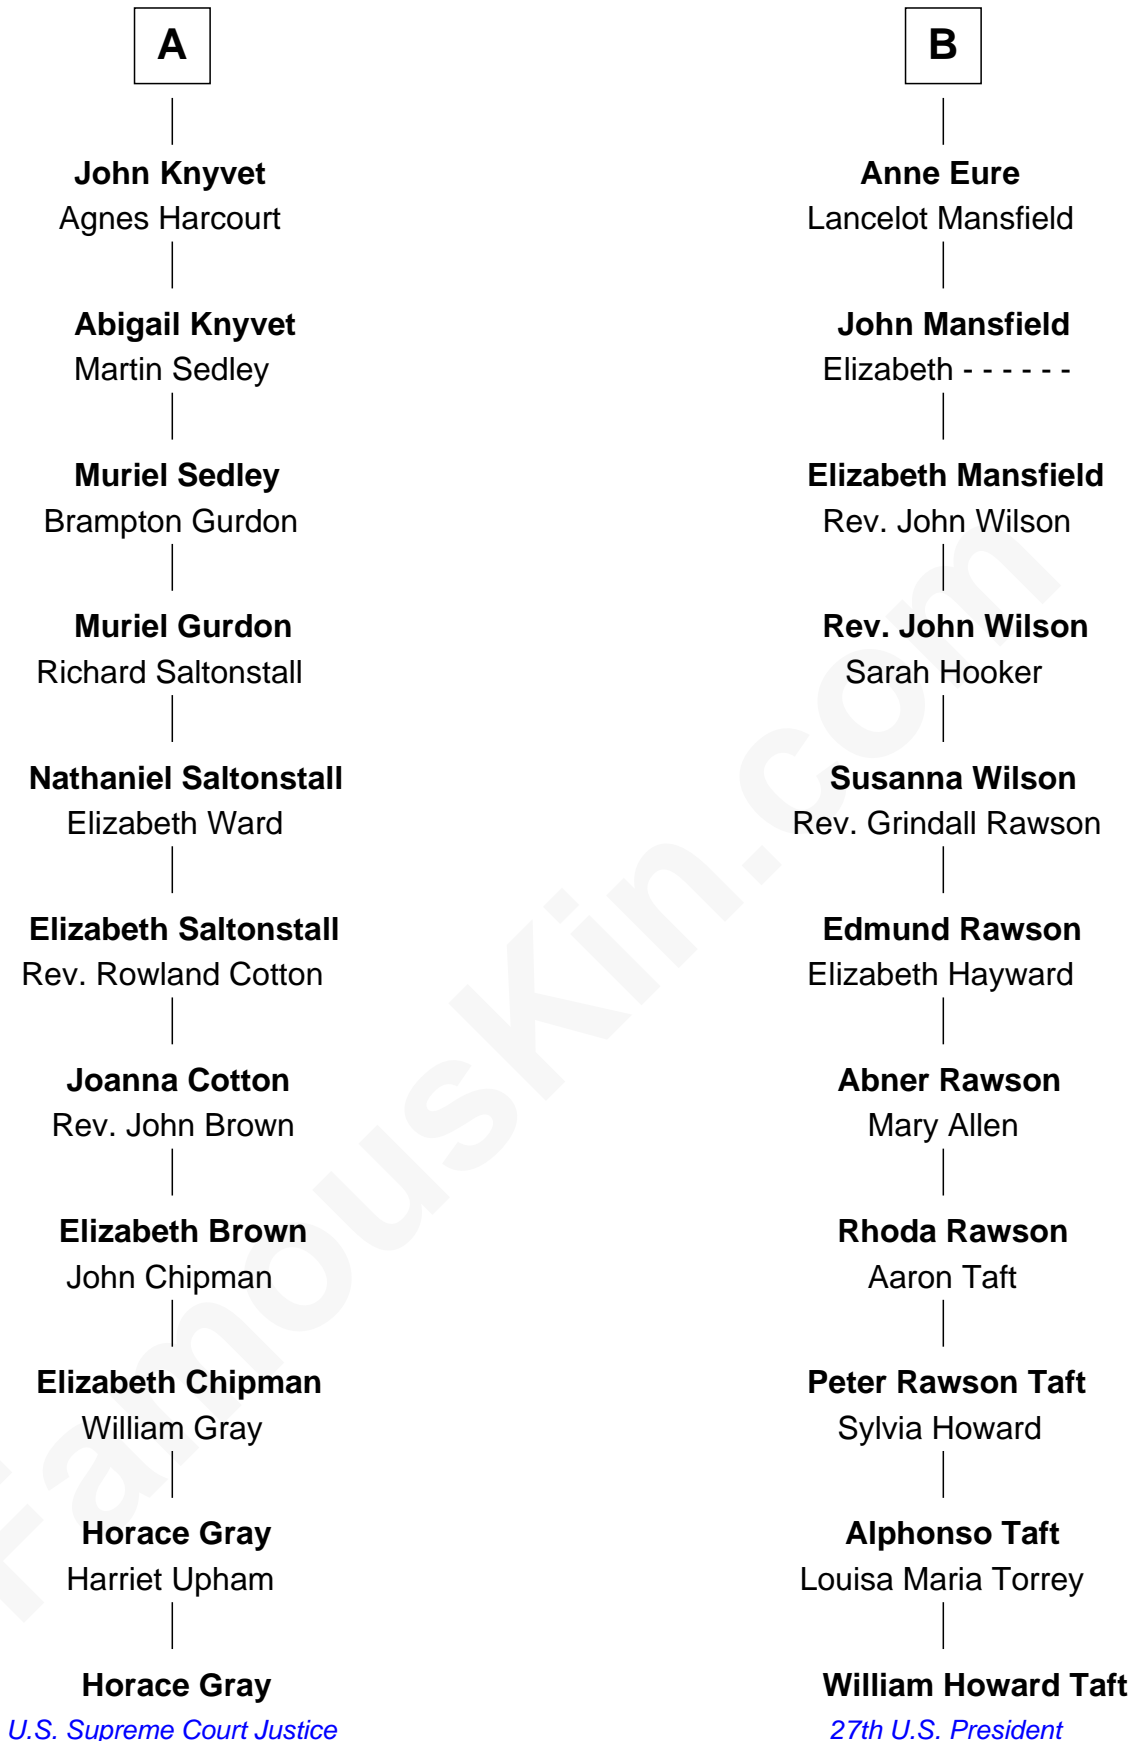 A
John Knyvet
Agnes Harcourt
Abigail Knyvet
Martin Sedley
Muriel Sedley
Brampton Gurdon
Muriel Gurdon
Richard Saltonstall
Nathaniel Saltonstall
Elizabeth Ward
Elizabeth Saltonstall
Rev. Rowland Cotton
Joanna Cotton
Rev. John Brown
Elizabeth Brown
John Chipman
Elizabeth Chipman
William Gray
Horace Gray
Harriet Upham
Horace Gray
U.S. Supreme Court Justice
B
Anne Eure
Lancelot Mansfield
John Mansfield
Elizabeth - - - - - -
Elizabeth Mansfield
Rev. John Wilson
Rev. John Wilson
Sarah Hooker
Susanna Wilson
Rev. Grindall Rawson
Edmund Rawson
Elizabeth Hayward
Abner Rawson
Mary Allen
Rhoda Rawson
Aaron Taft
Peter Rawson Taft
Sylvia Howard
Alphonso Taft
Louisa Maria Torrey
William Howard Taft
27th U.S. President
FamousKin.com